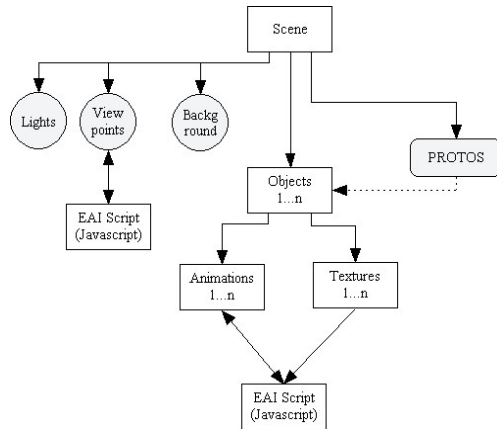 Scene
Lights
View
points
Backg
round
PROTOS
Objects
1...n
EAI Script
(Javascript)
Animations
1...n
Textures
1...n
EAI Script
(Javascript)